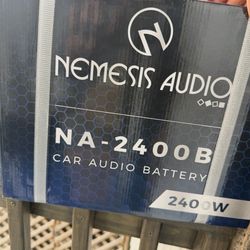 NEMESIS AUDIO
NA-2400B
CAR AUDIO BATTERY
2400W